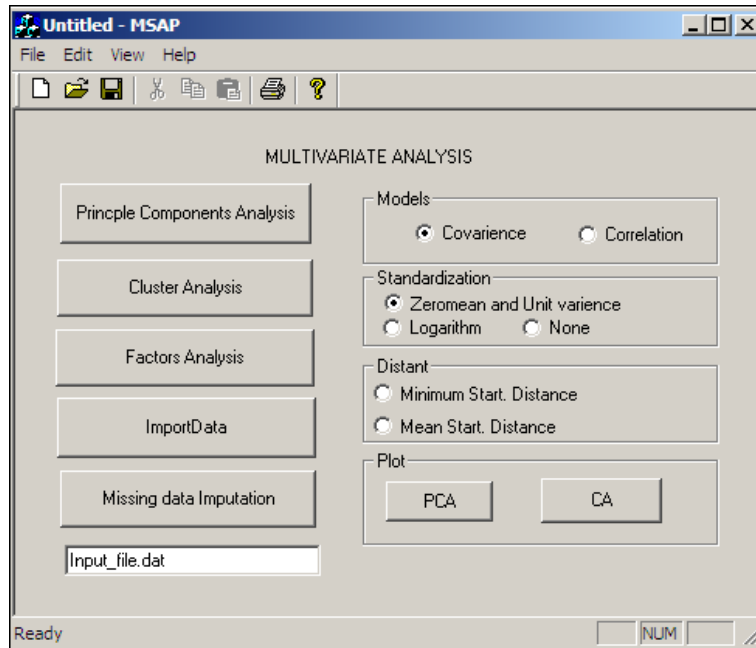 Untitled - MSAP
File Edit View Help
MULTIVARIATE ANALYSIS
Princple Components Analysis
Cluster Analysis
Factors Analysis
ImportData
Missing data Imputation
Input_file.dat
Models
Covarience Correlation
Standardization
Zeromean and Unit varience
Logarithm None
Distant
Minimum Start. Distance
Mean Start. Distance
Plot
PCA CA
Ready NUM